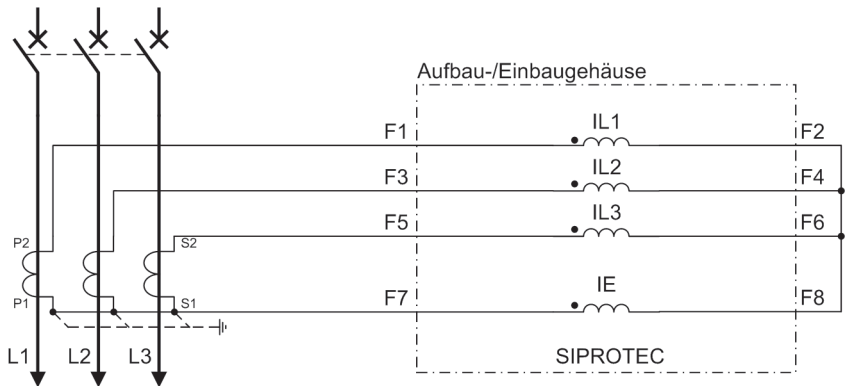 Aufbau-/Einbaugehäuse
F1 IL1 F2
F3 IL2 F4
F5 IL3 F6
P2 S2
P1 S1
F7 IE F8
L1 L2 L3
SIPROTEC